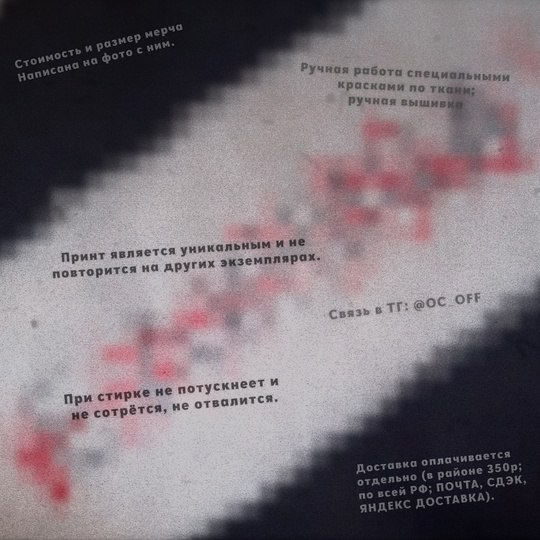 Стоимость и размер мерча
Написана на фото с ним.
Ручная работа специальными
красками по ткани;
ручная вышивка
Принт является уникальным и не
повторится на других экземплярах.
Связь в ТГ: @OC_OFF
При стирке не потускнеет и
не сотрётся, не отвалится.
Доставка оплачивается
отдельно (в районе 350р;
по всей РФ; ПОЧТА, СДЭК,
ЯНДЕКС ДОСТАВКА).